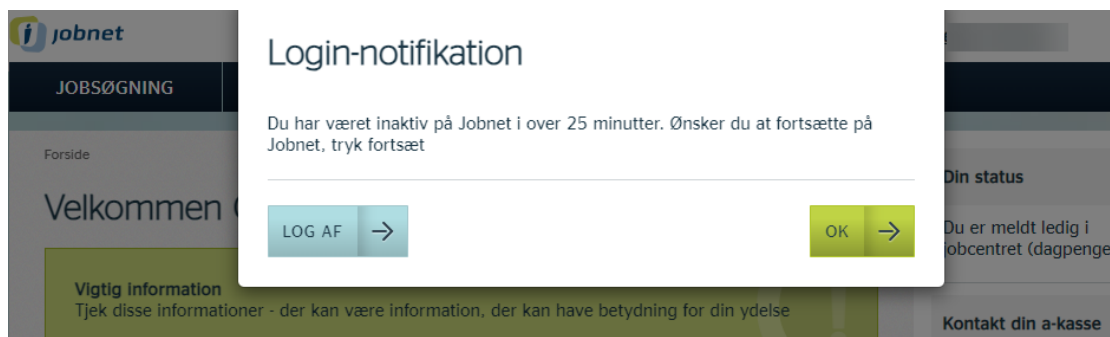 jobnet
Login-notifikation
JOBSØGNING
Du har været inaktiv på Jobnet i over 25 minutter. Ønsker du at fortsætte på
Jobnet, tryk fortsæt
Forside
Velkommen
LOG AF
OK
Din status
Du er meldt ledig i
jobcentret (dagpenge
Vigtig information
Tjek disse informationer - der kan være information, der kan have betydning for din ydelse
Kontakt din a-kasse